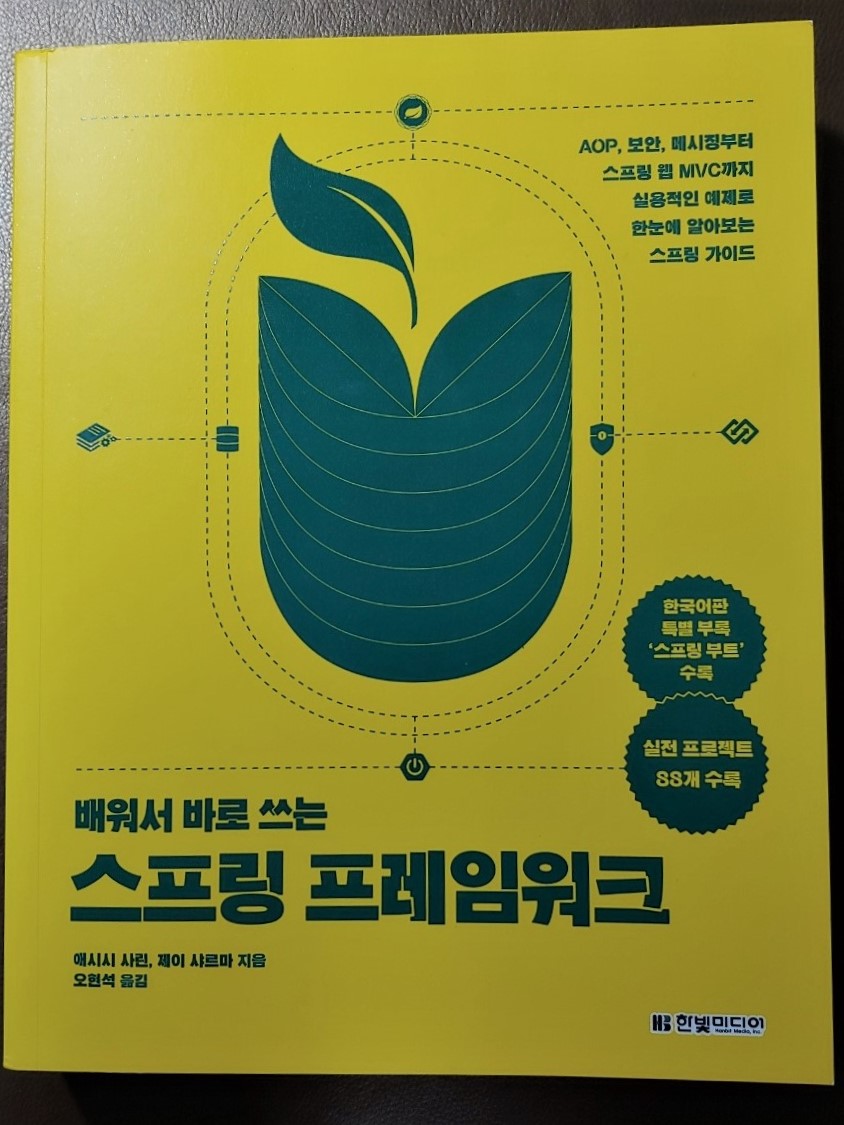 AOP, 보안, 메시징부터
스프링 웹 MVC까지
실용적인 예제로
한눈에 알아보는
스프링 가이드
한국어판
특별 부록
‘스프링 부트’
수록
실전 프로젝트
88개 수록
배워서 바로 쓰는
스프링 프레임워크
애시시 사린, 제이 샤르마 지음
오현석 옮김
HB 한빛미디어
Hanbit Media, Inc.